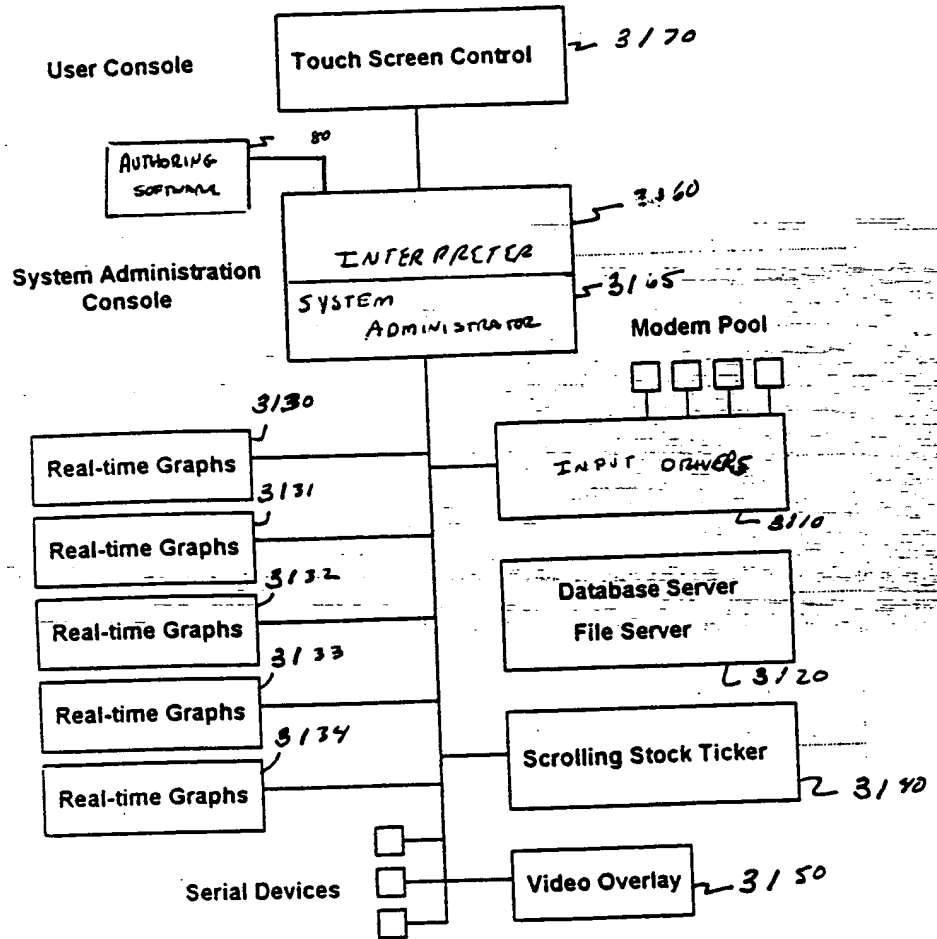 3170
Touch Screen Control
User Console
80
AUTHORING
SOFTWARE
3160
INTERPRETER
System Administration
Console
3165
SYSTEM
ADMINISTRATOR
Modem Pool
3130
Real-time Graphs
INPUT DRIVERS
3131
3110
Real-time Graphs
3132
Database Server
File Server
Real-time Graphs
3120
3133
Real-time Graphs
3134
Scrolling Stock Ticker
Real-time Graphs
3140
Serial Devices
Video Overlay
3150